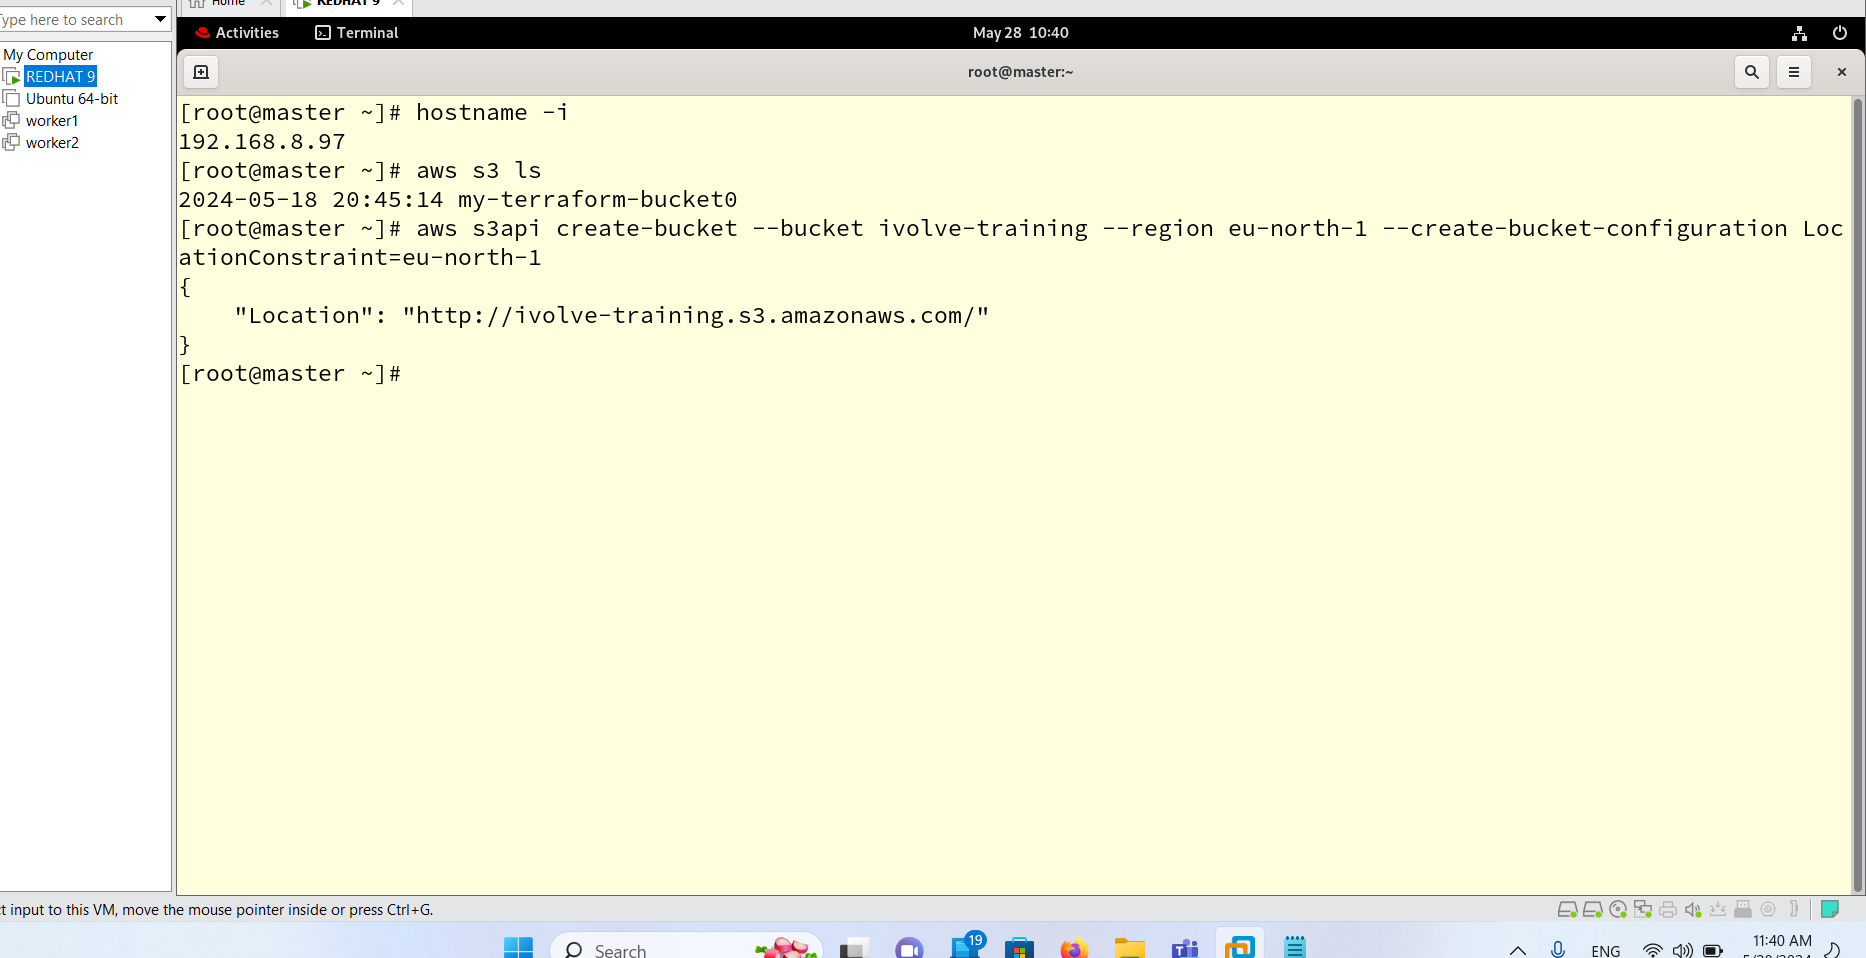 Home
REDHAT 9
Type here to search
Activities
Terminal
May 28 10:40
My Computer
REDHAT 9
Ubuntu 64-bit
worker1
worker2
root@master:~
[root@master ~]# hostname -i
192.168.8.97
[root@master ~]# aws s3 ls
2024-05-18 20:45:14 my-terraform-bucket0
[root@master ~]# aws s3api create-bucket --bucket ivolve-training --region eu-north-1 --create-bucket-configuration Loc
ationConstraint=eu-north-1
{
    "Location": "http://ivolve-training.s3.amazonaws.com/"
}
[root@master ~]#
t input to this VM, move the mouse pointer inside or press Ctrl+G.
Search
19
ENG
11:40 AM